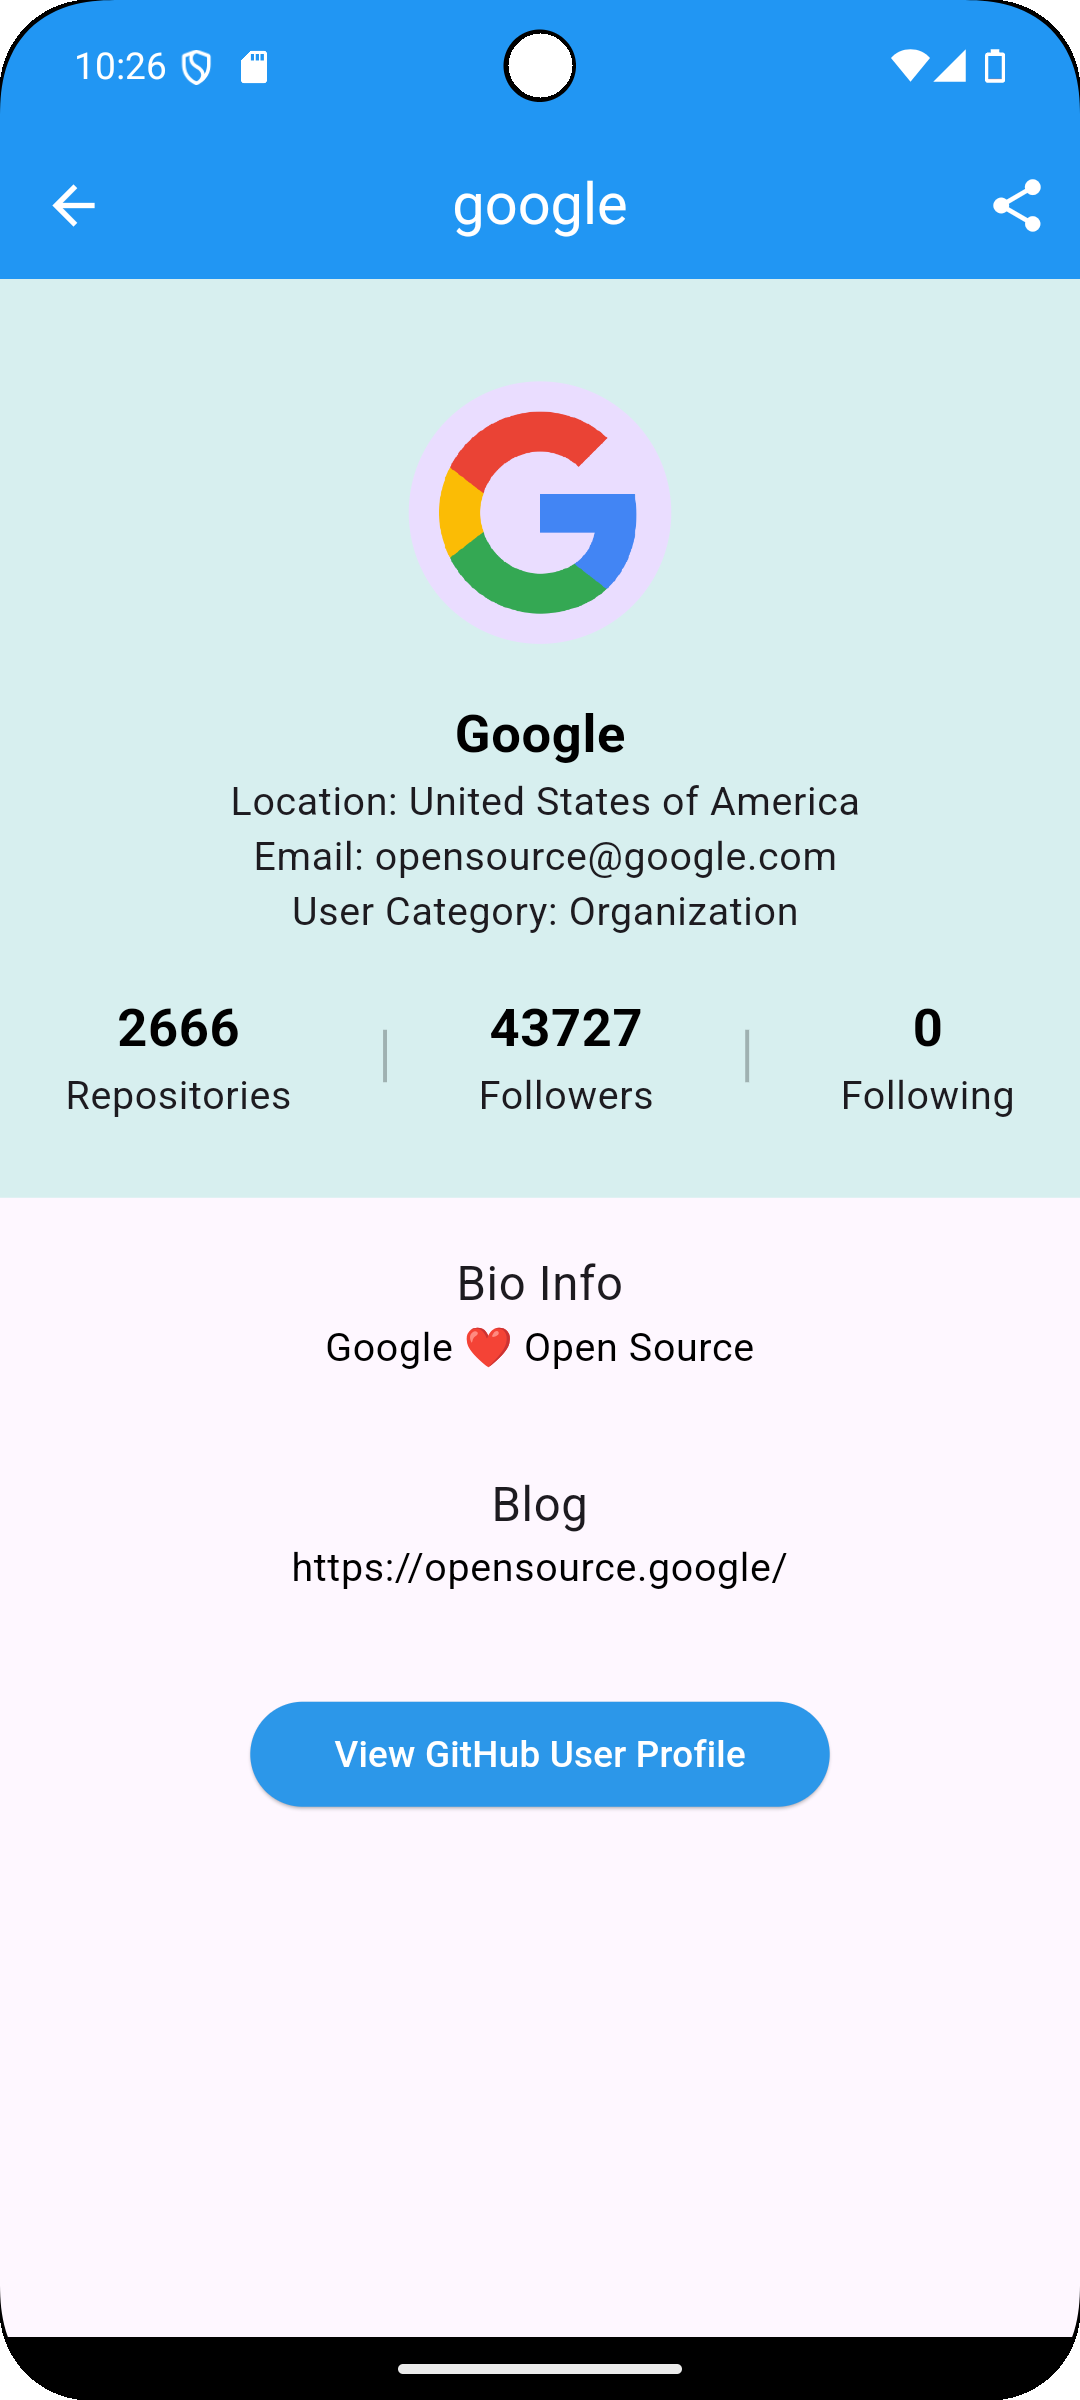 10:26
google
Google
Location: United States of America
Email: opensource@google.com
User Category: Organization
2666 43727 0
Repositories Followers Following
Bio Info
Google ❤️ Open Source
Blog
https://opensource.google/
View GitHub User Profile